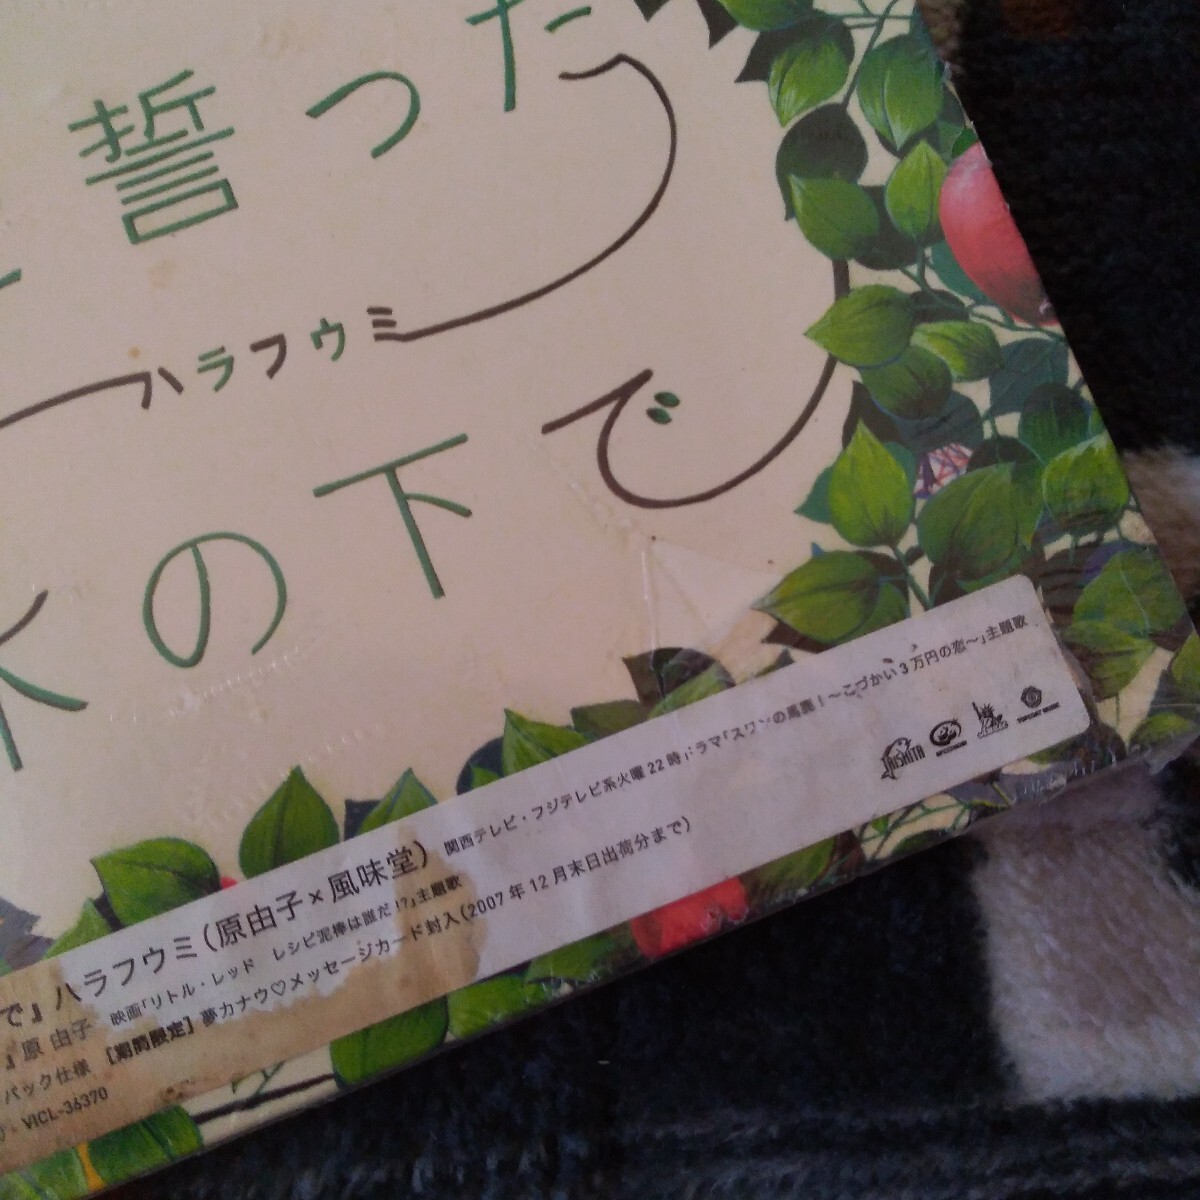 誓った
ハラフウミ
の下で
で』ハラフウミ(原由子×風味堂) 関西テレビ・フジテレビ系火曜22時ドラマ「スワンの馬鹿!~こづかい3万円の恋~」主題歌
』原 由子 映画「リトル・レッド レシピ泥棒は誰だ!?」主題歌
パック仕様 [期間限定] 夢カナウ♡メッセージカード封入(2007年12月末日出荷分まで)
VICL-36370
TAISHITA